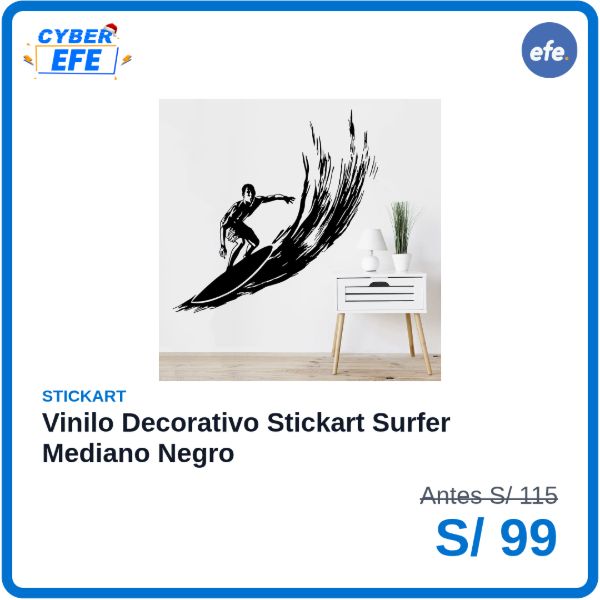 CYBER
EFE
efe.
STICKART
Vinilo Decorativo Stickart Surfer
Mediano Negro
Antes S/ 115
S/ 99